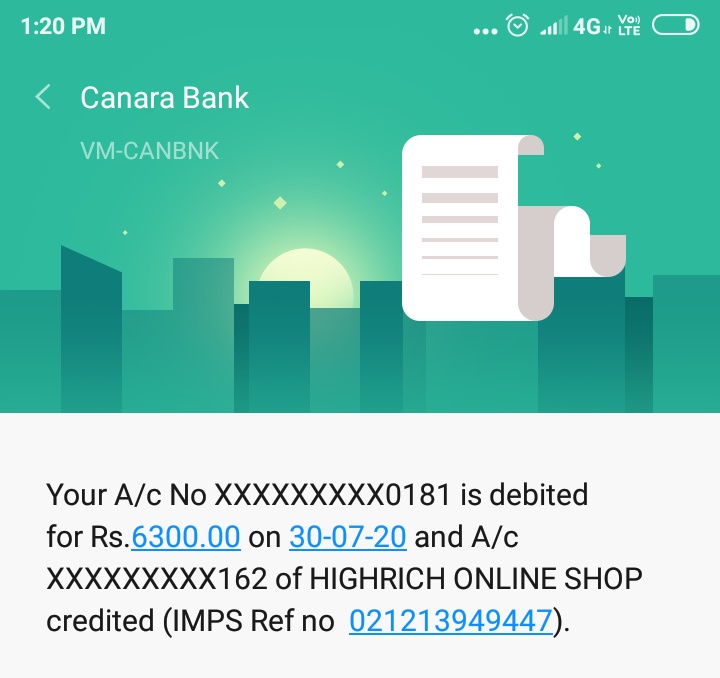 1:20 PM 4G Vo) LTE
Canara Bank
VM-CANBNK
Your A/c No XXXXXXXXX0181 is debited
for Rs.6300.00 on 30-07-20 and A/c
XXXXXXXXX162 of HIGHRICH ONLINE SHOP
credited (IMPS Ref no 021213949447).